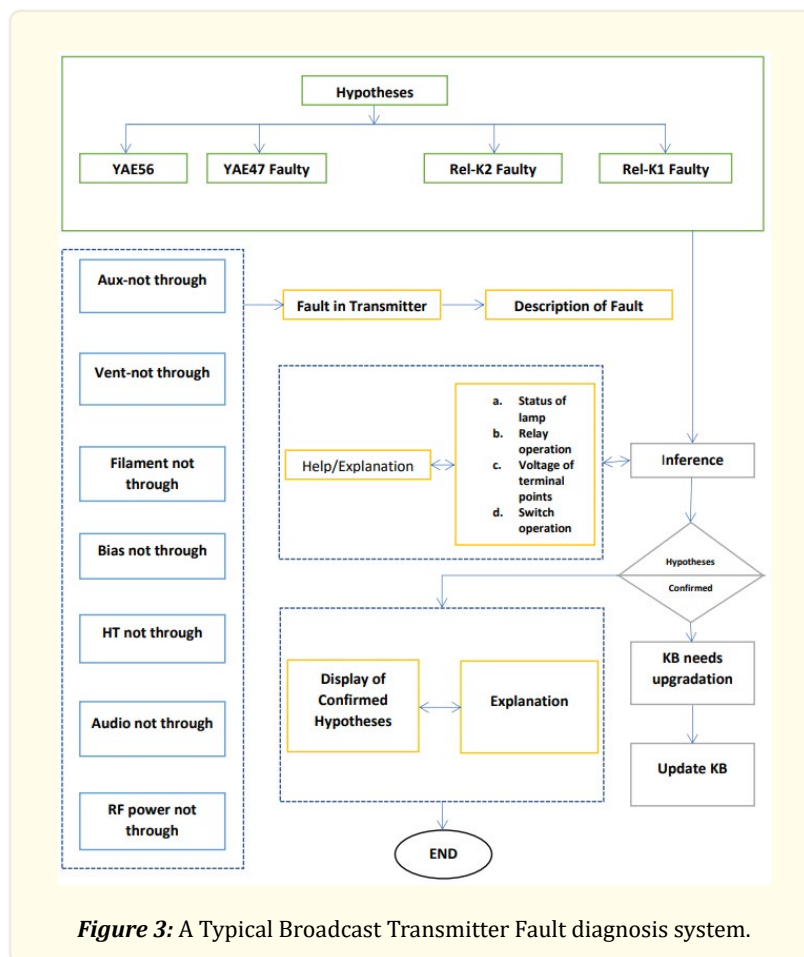 Hypotheses
YAE56
YAE47 Faulty
Rel-K2 Faulty
Rel-K1 Faulty
Aux-not through
Vent-not through
Filament not
through
Bias not through
HT not through
Audio not through
RF power not
through
Fault in Transmitter
Description of Fault
Help/Explanation
a. Status of
lamp
b. Relay
operation
c. Voltage of
terminal
points
d. Switch
operation
Inference
Hypotheses
Confirmed
KB needs
upgradation
Update KB
Display of
Confirmed
Hypotheses
Explanation
END
Figure 3: A Typical Broadcast Transmitter Fault diagnosis system.